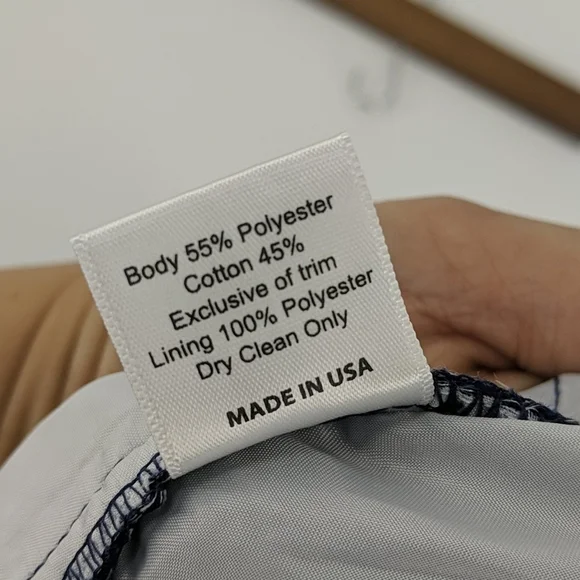 Body 55% Polyester
Cotton 45%
Exclusive of trim
Lining 100% Polyester
Dry Clean Only
MADE IN USA